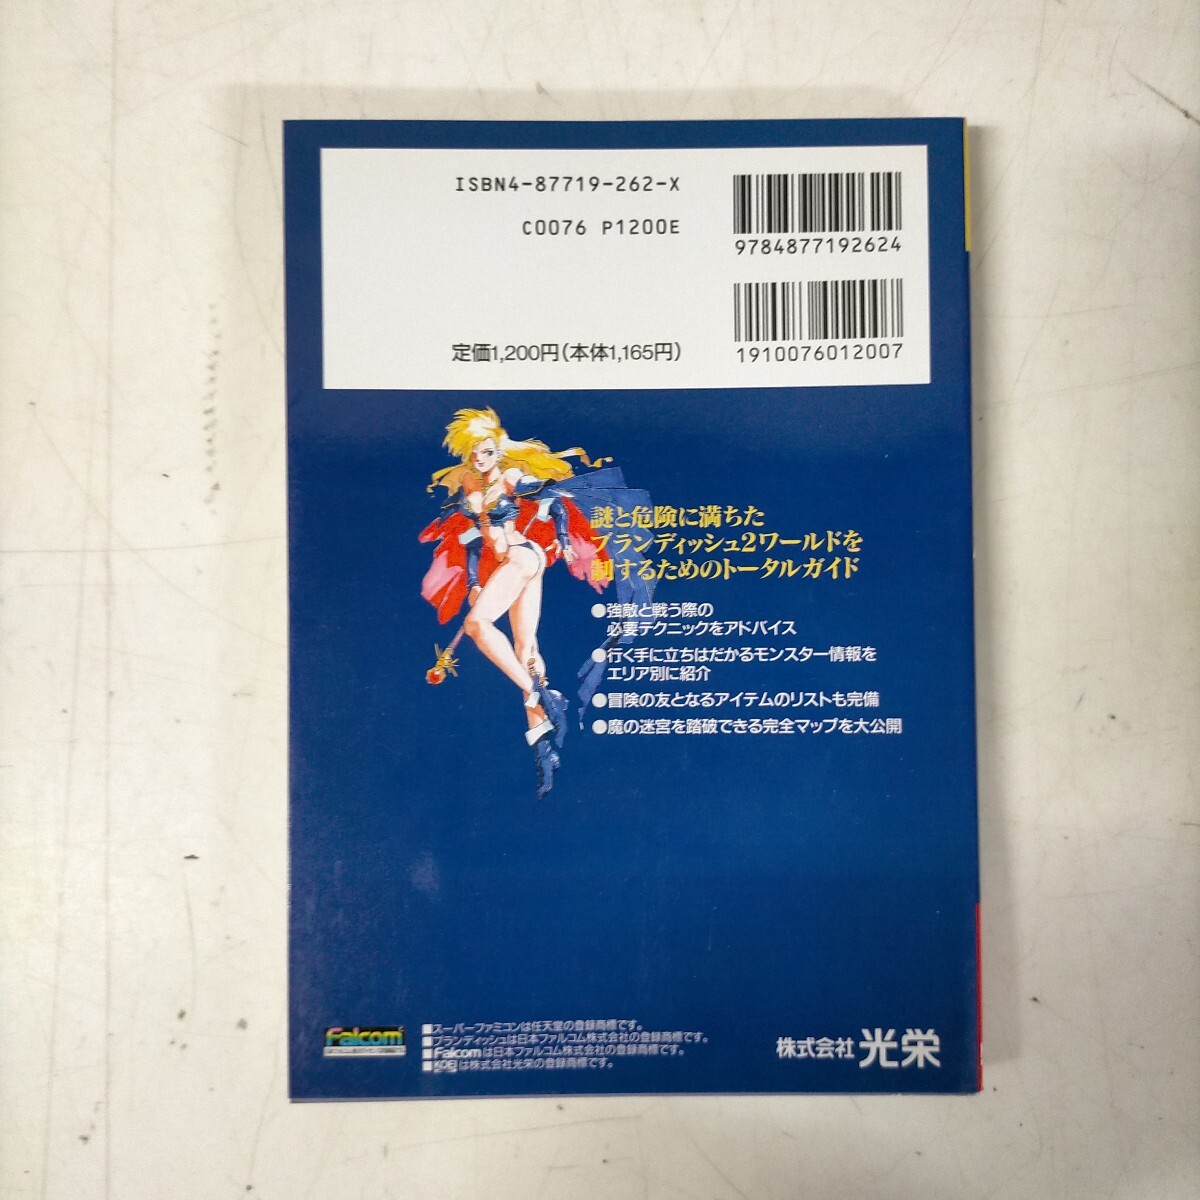 ISBN4-87719-262-X
C0076 P1200E
9784877192624
定価1,200円(本体1,165円)
1910076012007
謎と危険に満ちた
ブランディッシュ2ワールドを
制するためのトータルガイド
●強敵と戦う際の
必要テクニックをアドバイス
●行く手に立ちはだかるモンスター情報を
エリア別に紹介
●冒険の友となるアイテムのリストも完備
●魔の迷宮を踏破できる完全マップを大公開
Falcom
■スーパーファミコンは任天堂の登録商標です。
■ブランディッシュは日本ファルコム株式会社の登録商標です。
■Falcomは日本ファルコム株式会社の登録商標です。
■KOEIは株式会社光栄の登録商標です。
株式会社 光栄